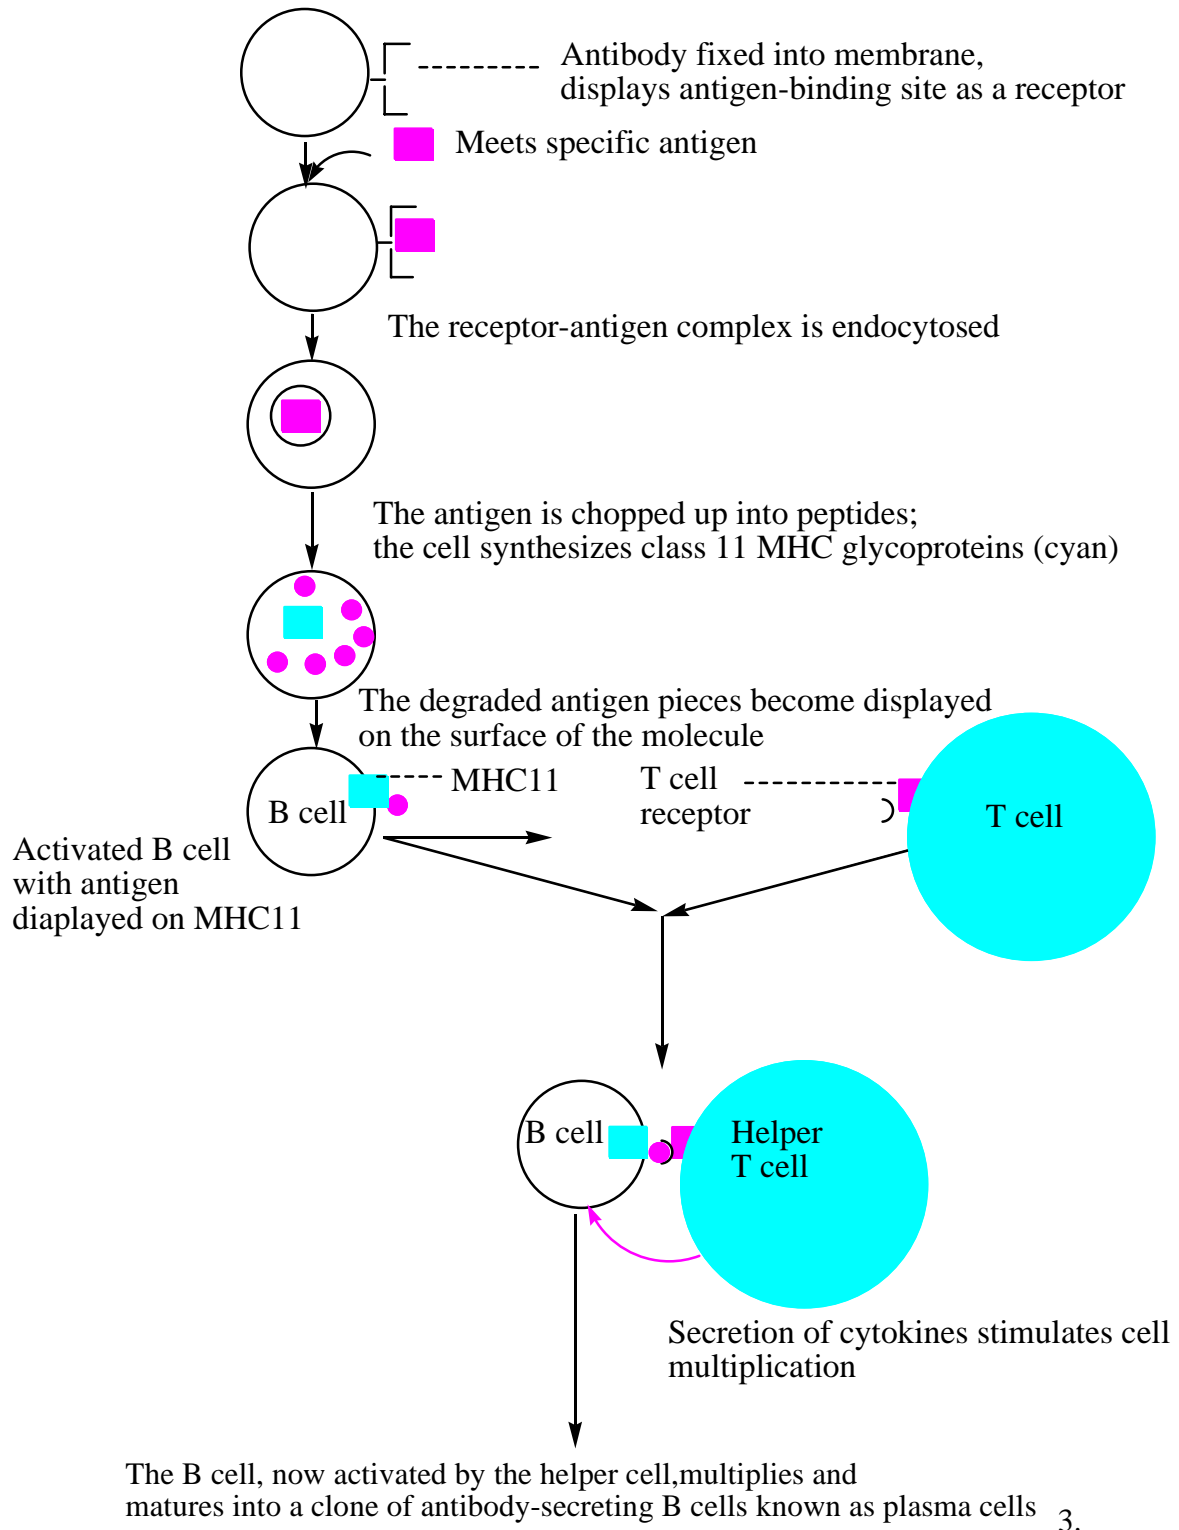 Antibody fixed into membrane,
displays antigen-binding site as a receptor
Meets specific antigen
The receptor-antigen complex is endocytosed
The antigen is chopped up into peptides;
the cell synthesizes class 11 MHC glycoproteins (cyan)
The degraded antigen pieces become displayed
on the surface of the molecule
MHC11
T cell
receptor
B cell
T cell
Activated B cell
with antigen
diaplayed on MHC11
B cell
Helper
T cell
Secretion of cytokines stimulates cell
multiplication
The B cell, now activated by the helper cell,multiplies and
matures into a clone of antibody-secreting B cells known as plasma cells
3.